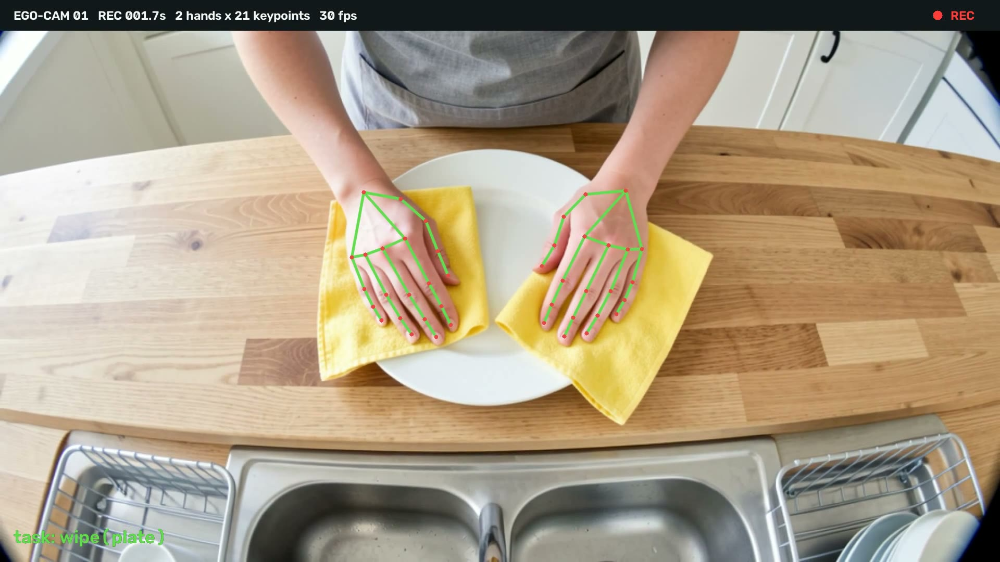 EGO-CAM 01 REC 001.7s 2 hands x 21 keypoints 30 fps
REC
task: wipe(plate)